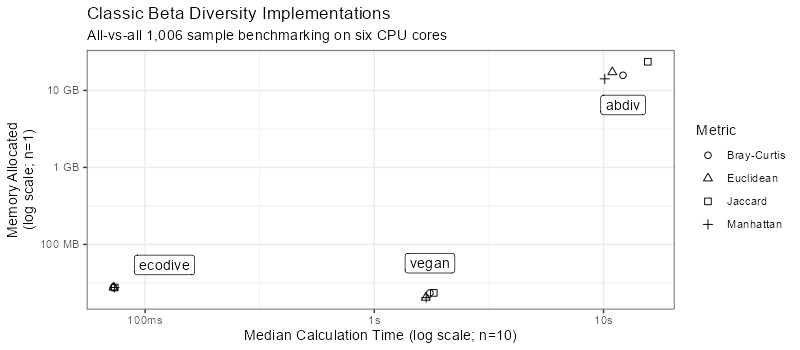 Classic Beta Diversity Implementations
All-vs-all 1,006 sample benchmarking on six CPU cores
Memory Allocated
(log scale; n=1)
10 GB
1 GB
100 MB
abdiv
ecodive
vegan
100ms
1s
10s
Median Calculation Time (log scale; n=10)
Metric
Bray-Curtis
Euclidean
Jaccard
Manhattan